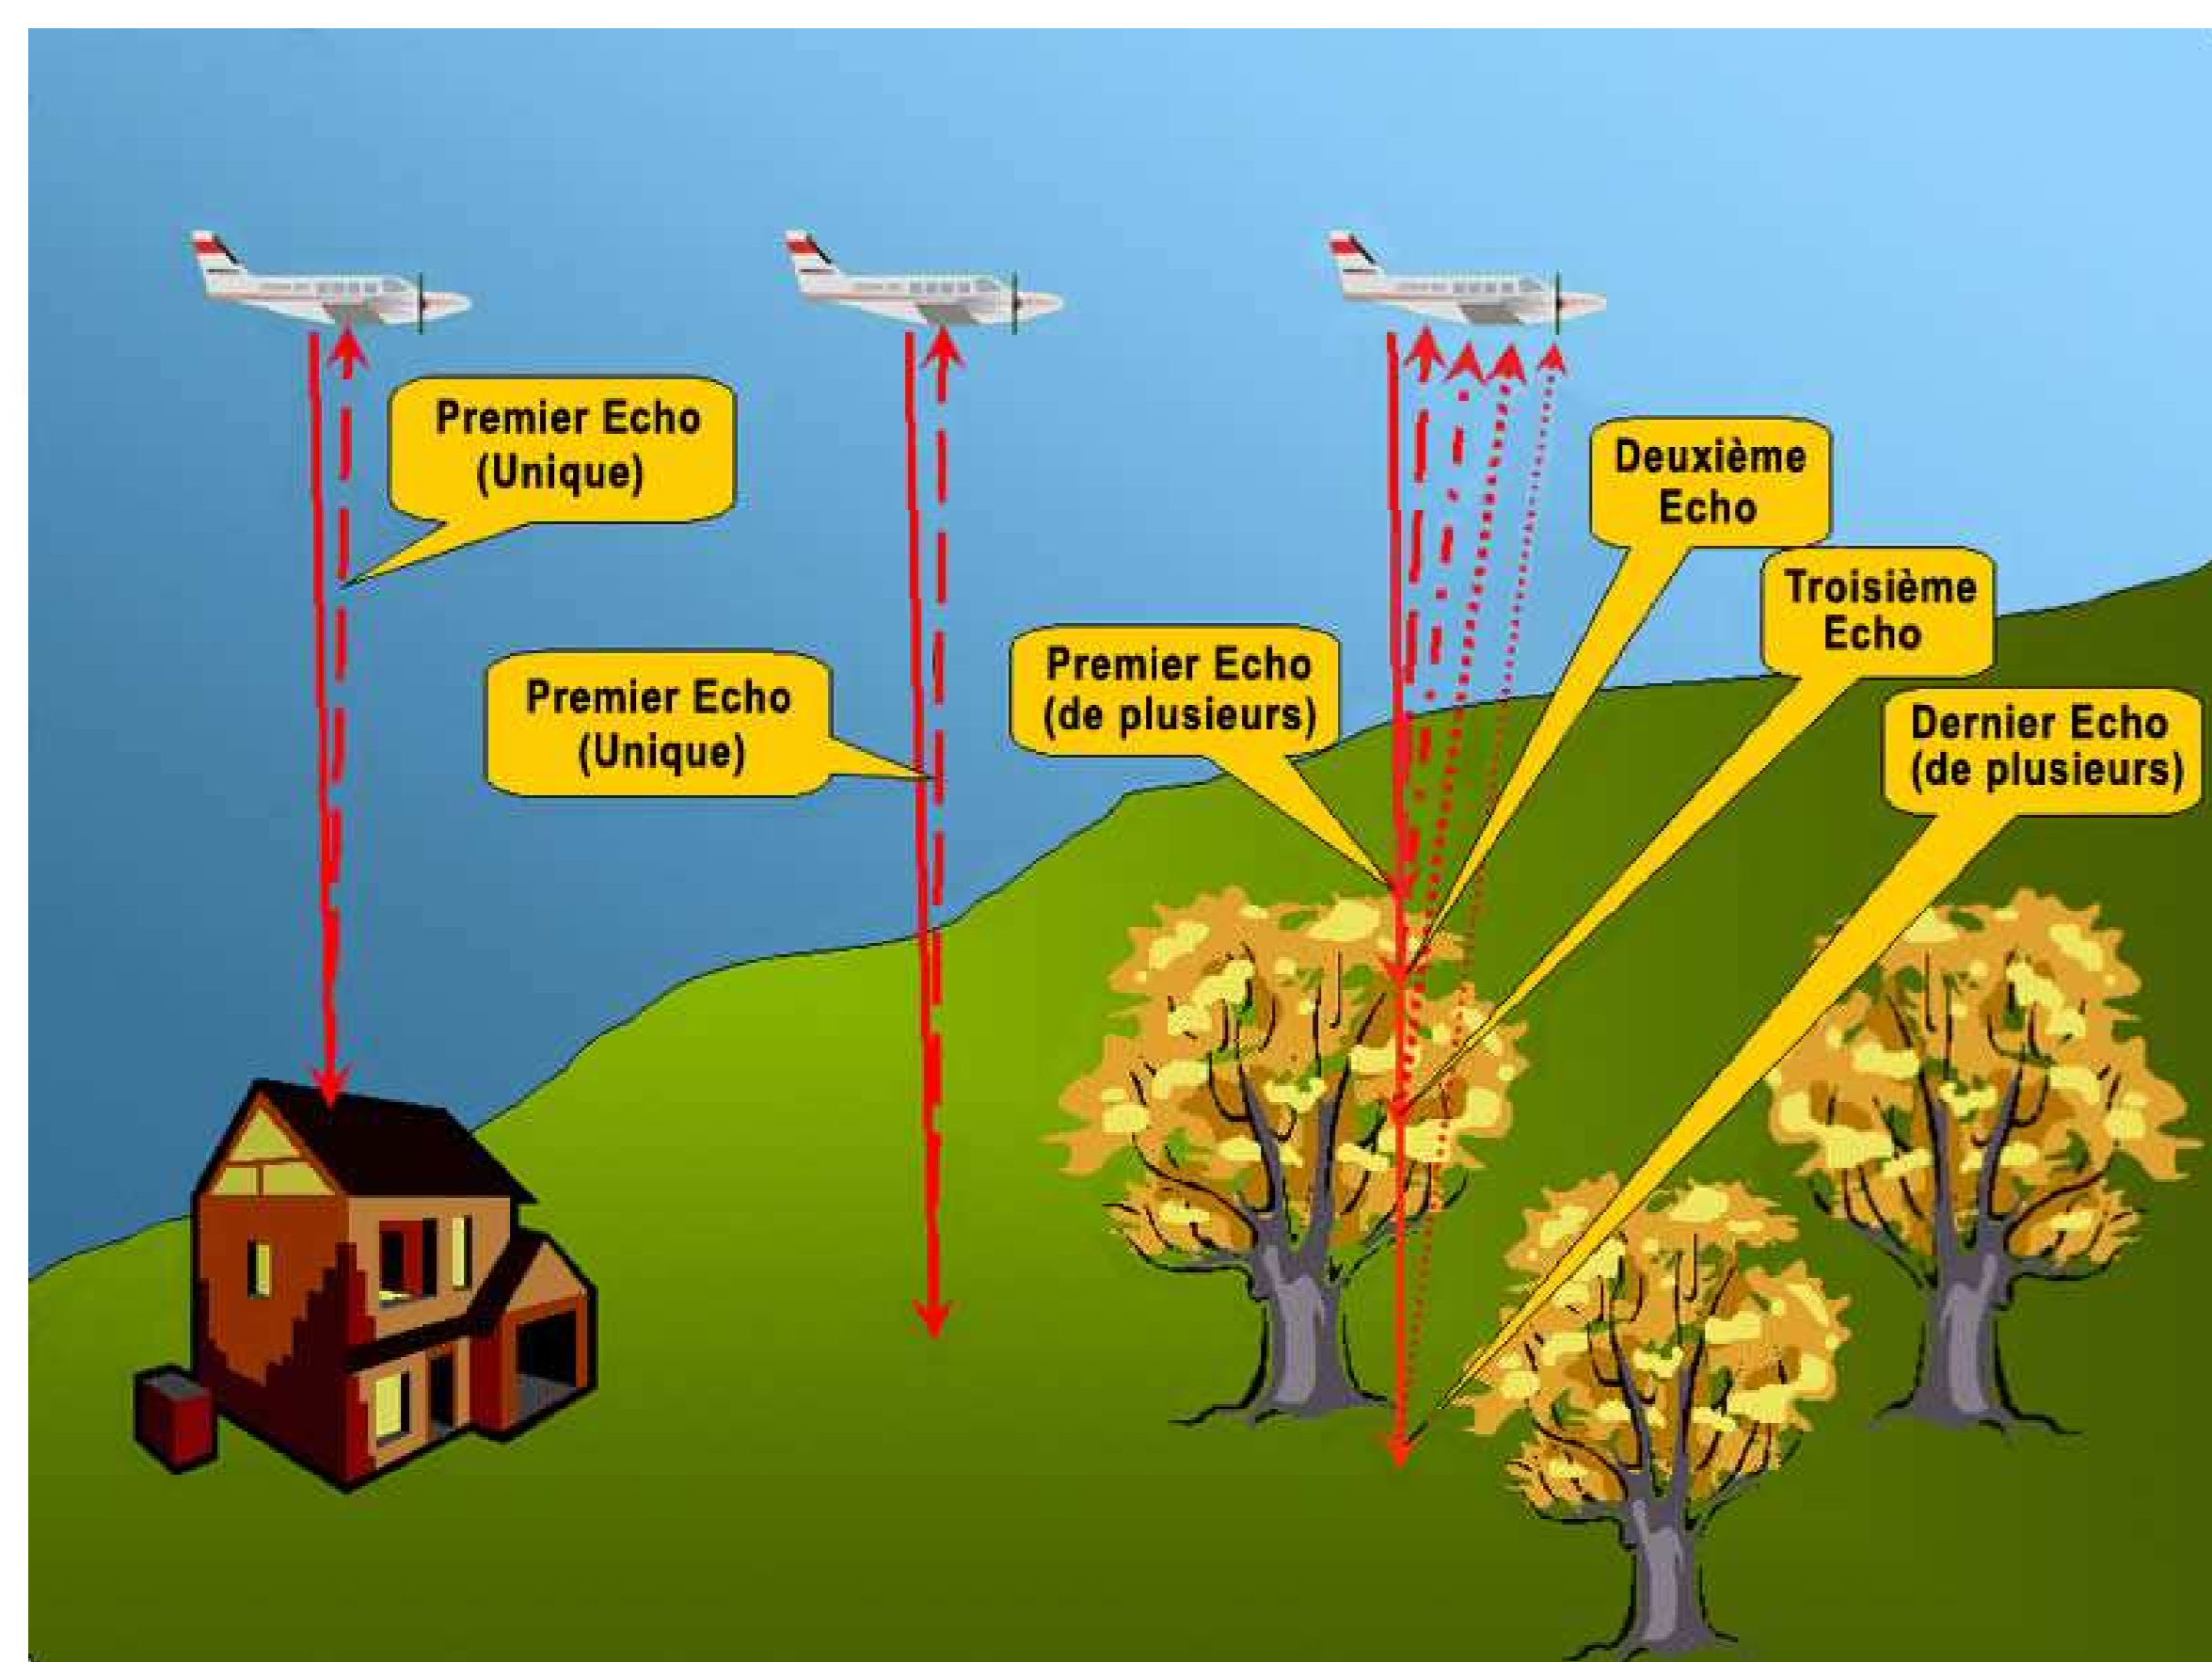 Premier Echo
(Unique)
Premier Echo
(Unique)
Premier Echo
(de plusieurs)
Deuxième
Echo
Troisième
Echo
Dernier Echo
(de plusieurs)